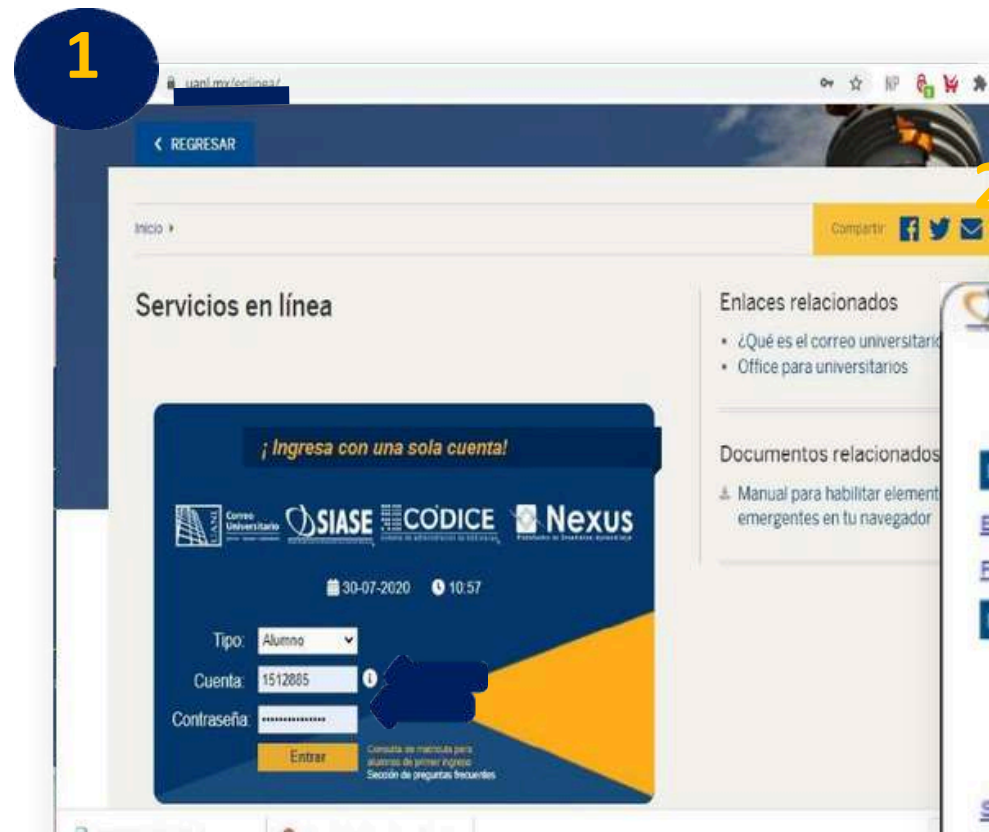 1
uanl.mx/enlinea/
REGRESAR
Inicio
Compartir
Servicios en línea
Enlaces relacionados
¿Qué es el correo
Office para universitarios
¡Ingresa con una sola cuenta!
UANL Correo Universitario SIASE CODICE Nexus
30-07-2020 10:57
Documentos relacionados
Manual para habilitar
emergentes en tu navegador
Tipo: Alumno
Cuenta: 1512885
Contraseña:
Entrar
Consulta de matrícula para
alumnos de primer ingreso
Sección de preguntas frecuentes